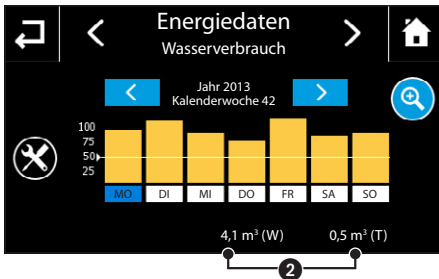 Energiedaten
Wasserverbrauch
Jahr 2013
Kalenderwoche 42
100
75
50
25
MO DI MI DO FR SA SO
4,1 m³ (W) 0,5 m³ (T)
2